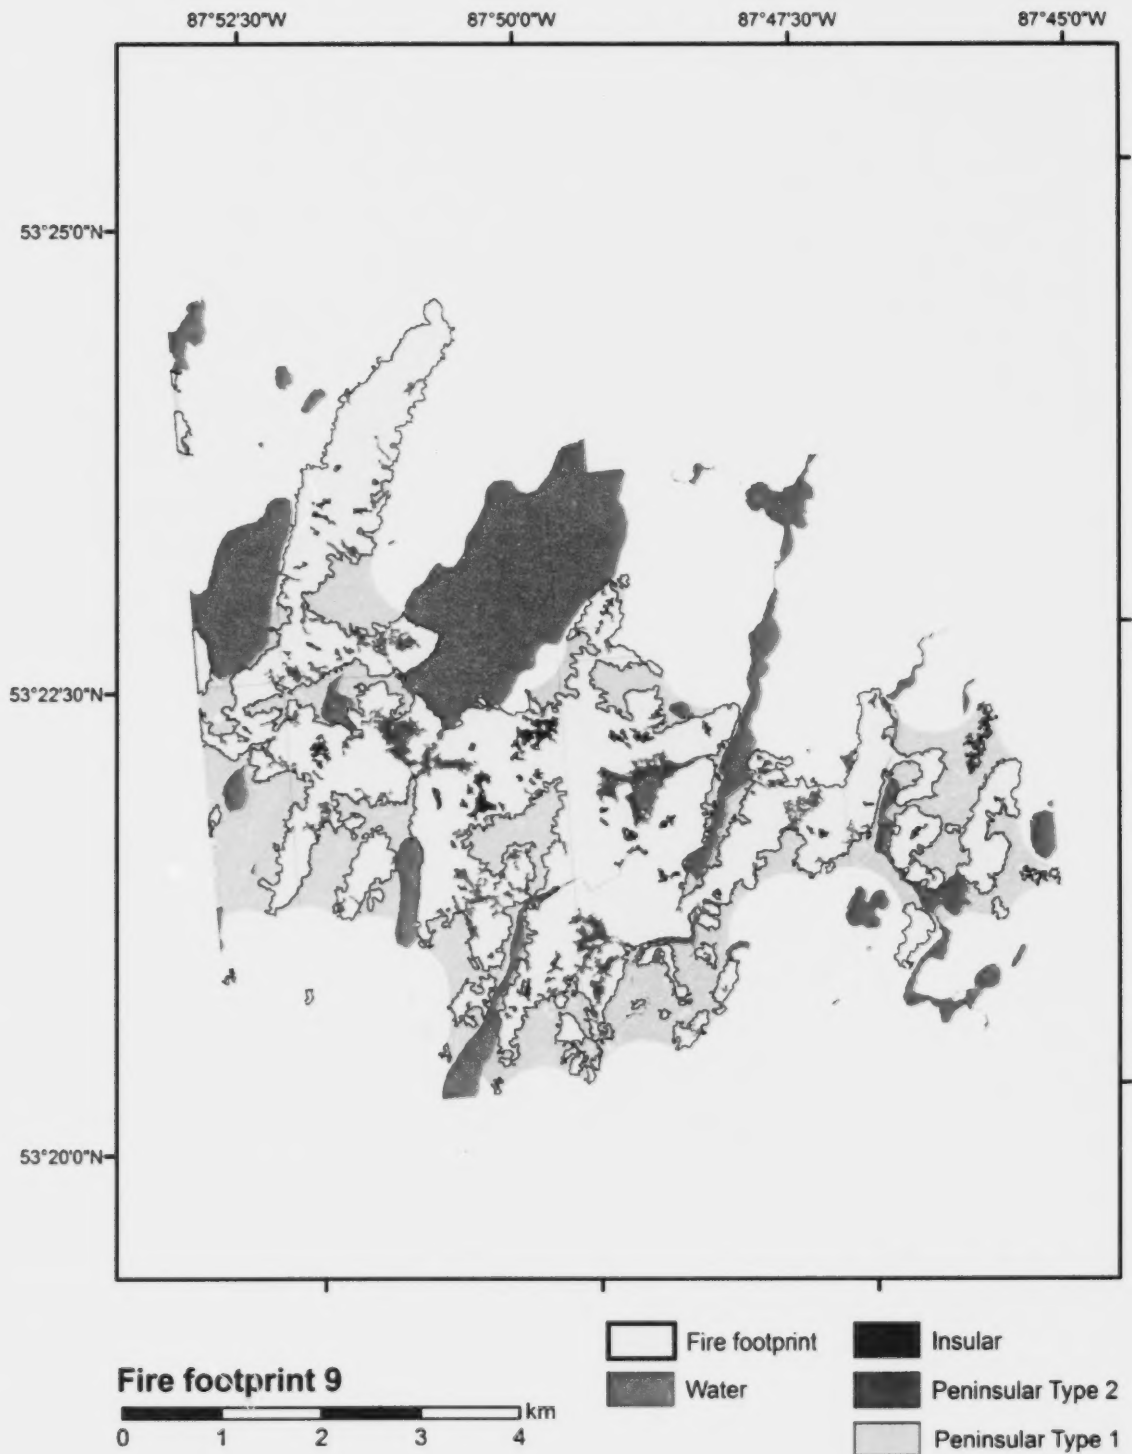 87°52'30"W 87°50'0"W 87°47'30"W 87°45'0"W
53°25'0"N
53°22'30"N
53°20'0"N
Fire footprint
Insular
Water
Peninsular Type 2
Peninsular Type 1
Fire footprint 9
km
0 1 2 3 4